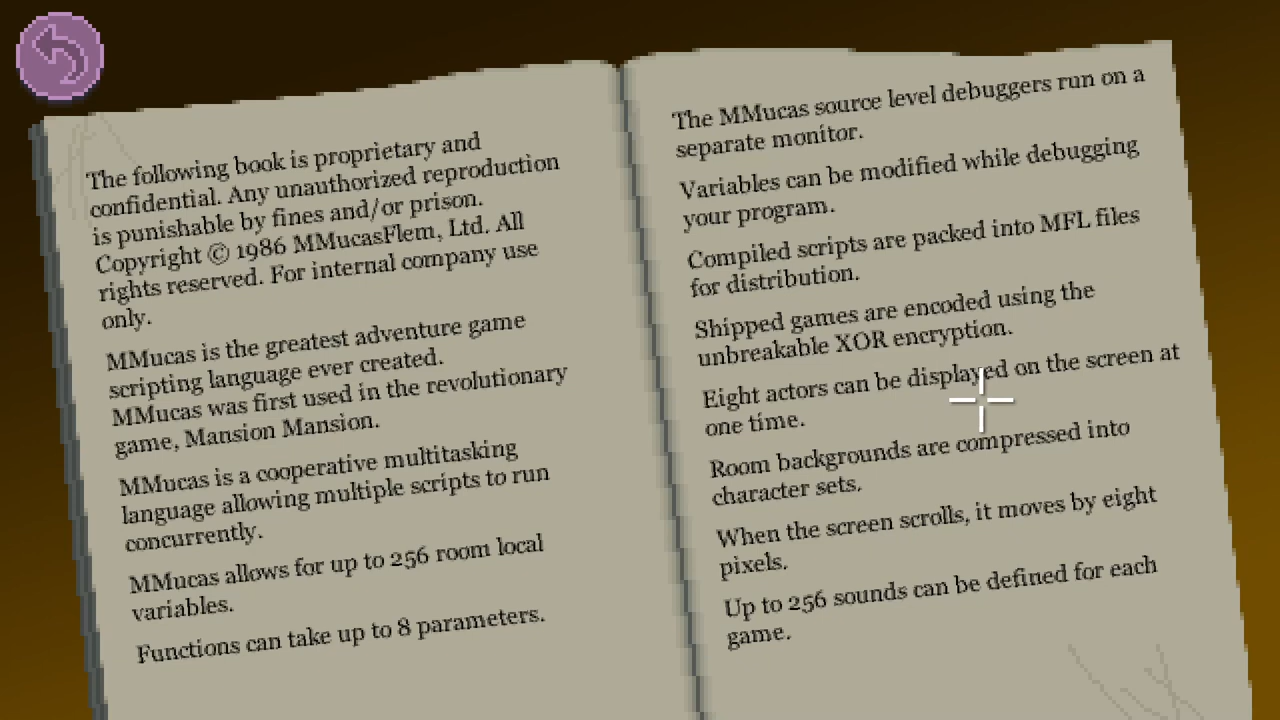 The following book is proprietary and
confidential. Any unauthorized reproduction
is punishable by fines and/or prison.
Copyright © 1986 MMucasFlem, Ltd. All
rights reserved. For internal company use
only.
MMucas is the greatest adventure game
scripting language ever created.
MMucas was first used in the revolutionary
game, Mansion Mansion.
MMucas is a cooperative multitasking
language allowing multiple scripts to run
concurrently.
MMucas allows for up to 256 room local
variables.
Functions can take up to 8 parameters.
The MMucas source level debuggers run on a
separate monitor.
Variables can be modified while debugging
your program.
Compiled scripts are packed into MFL files
for distribution.
Shipped games are encoded using the
unbreakable XOR encryption.
Eight actors can be displayed on the screen at
one time.
Room backgrounds are compressed into
character sets.
When the screen scrolls, it moves by eight
pixels.
Up to 256 sounds can be defined for each
game.